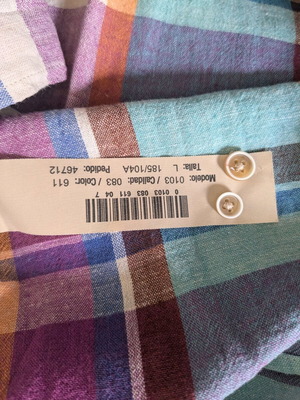 Modelo: 0103 / Calidad: 083 / Color: 611
Talla: L 185/104A Pedido: 46712
0 0103 083 611 04 7